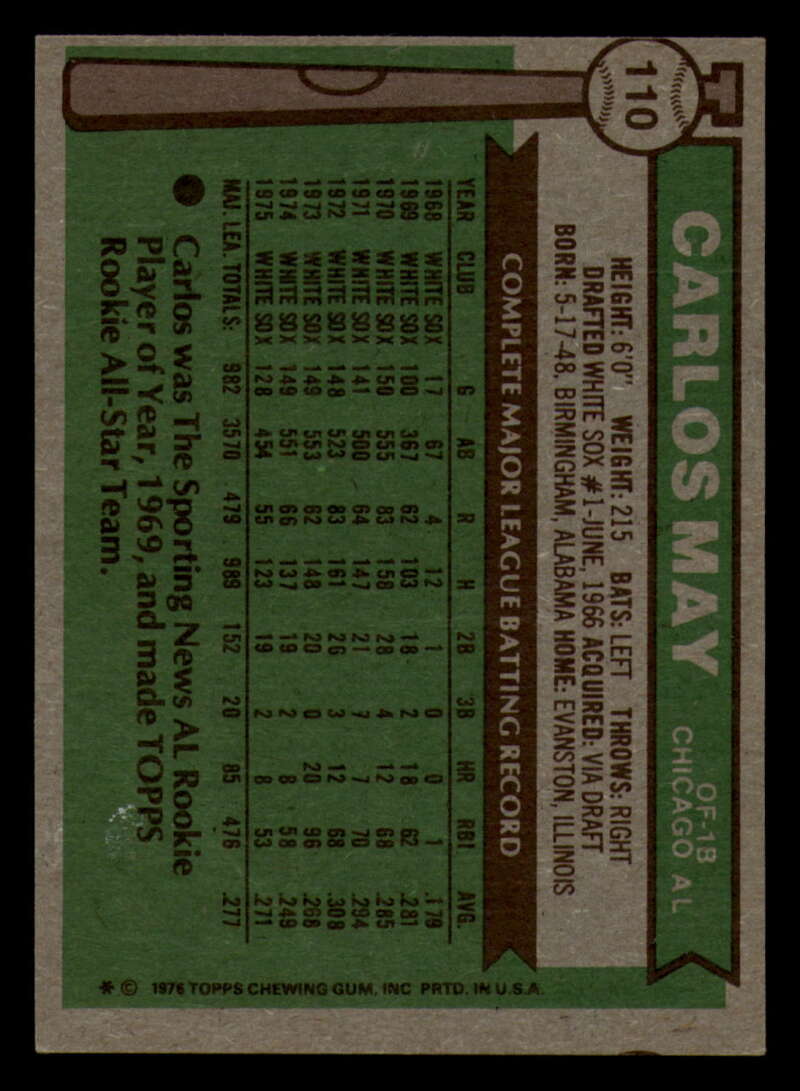 110
CARLOS MAY
OF-1B
CHICAGO AL
HEIGHT: 6'0" WEIGHT: 215 BATS: LEFT THROWS: RIGHT
DRAFTED WHITE SOX #1-JUNE, 1966 ACQUIRED: VIA DRAFT
BORN: 5-17-48, BIRMINGHAM, ALABAMA HOME: EVANSTON, ILLINOIS
COMPLETE MAJOR LEAGUE BATTING RECORD
YEAR CLUB G AB R H 2B 3B HR RBI AVG.
1968 WHITE SOX 17 67 4 12 1 0 0 1 .179
1969 WHITE SOX 100 367 62 103 18 2 18 62 .281
1970 WHITE SOX 150 555 83 158 28 4 12 68 .285
1971 WHITE SOX 141 500 64 147 21 7 7 70 .294
1972 WHITE SOX 148 523 83 161 26 3 12 68 .308
1973 WHITE SOX 149 553 62 148 20 0 20 96 .268
1974 WHITE SOX 149 551 66 137 19 2 8 58 .249
1975 WHITE SOX 128 454 55 123 19 2 8 53 .271
MAJ. LEA. TOTALS: 982 3570 479 989 152 20 85 476 .277
Carlos was The Sporting News AL Rookie
Player of Year, 1969, and made TOPPS
Rookie All-Star Team.
* © 1976 TOPPS CHEWING GUM, INC PRTD. IN U.S.A.